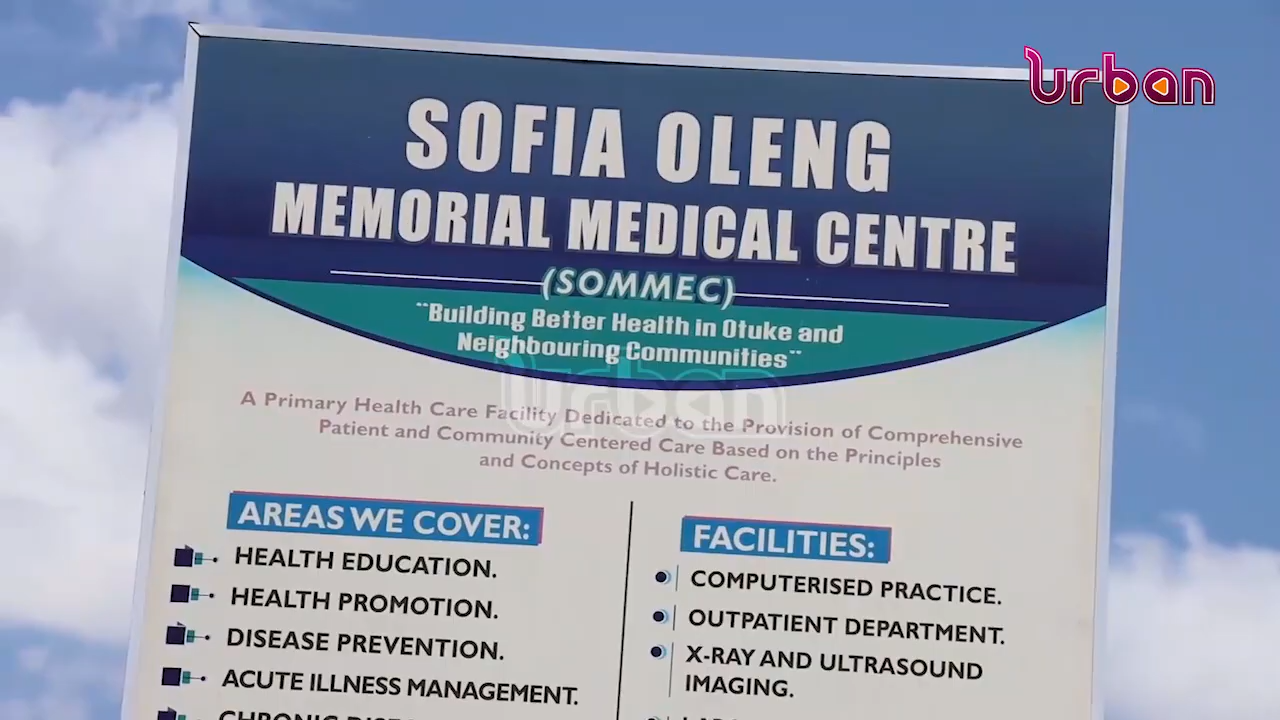 urban
SOFIA OLENG
MEMORIAL MEDICAL CENTRE
(SOMMEC)
"Building Better Health in Otuke and
Neighbouring Communities"
urban
A Primary Health Care Facility Dedicated to the Provision of Comprehensive
Patient and Community Centered Care Based on the Principles
and Concepts of Holistic Care.
AREAS WE COVER:
HEALTH EDUCATION.
HEALTH PROMOTION.
DISEASE PREVENTION.
ACUTE ILLNESS MANAGEMENT.
FACILITIES:
COMPUTERISED PRACTICE.
OUTPATIENT DEPARTMENT.
X-RAY AND ULTRASOUND
IMAGING.